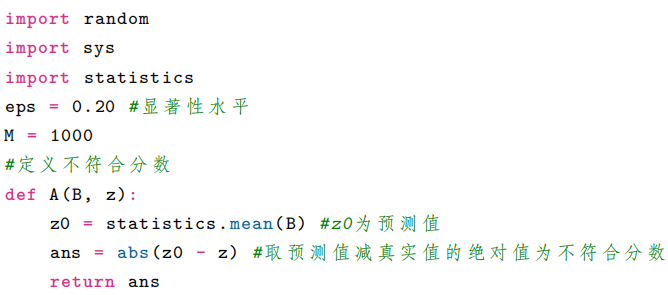 import random
import sys
import statistics
eps = 0.20 #显著性水平
M = 1000
#定义不符合分数
def A(B, z):
    z0 = statistics.mean(B) #z0为预测值
    ans = abs(z0 - z) #取预测值减真实值的绝对值为不符合分数
    return ans